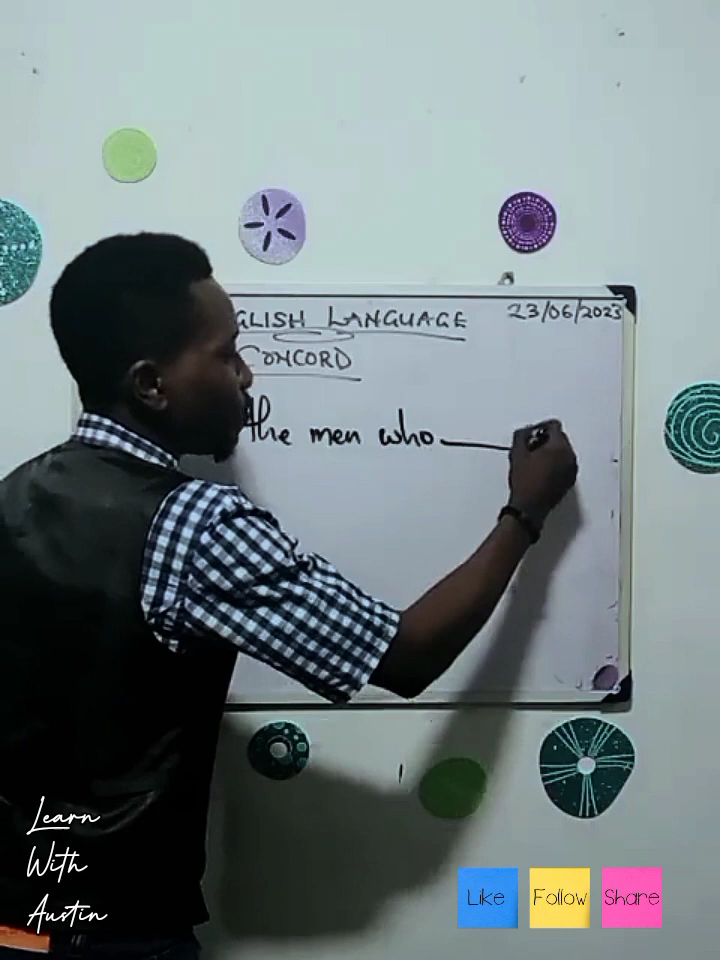 GLISH LANGUAGE
23/06/2023
CONCORD
the men who
Learn
With
Austin
Like
Follow
Share